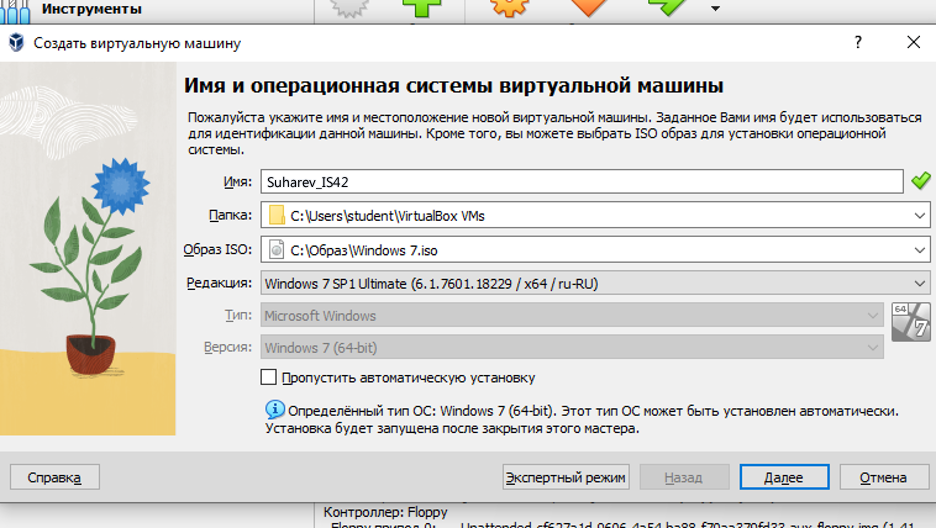 Инструменты
Создать виртуальную машину
?
Имя и операционная системы виртуальной машины
Пожалуйста укажите имя и местоположение новой виртуальной машины. Заданное Вами имя будет использоваться
для идентификации данной машины. Кроме того, вы можете выбрать ISO образ для установки операционной
системы.
Имя: Suharev_IS42
Папка: C:\Users\student\VirtualBox VMs
Образ ISO: C:\Образ\Windows 7.iso
Редакция: Windows 7 SP1 Ultimate (6.1.7601.18229 / x64 / ru-RU)
Тип: Microsoft Windows
64
7
Версия: Windows 7 (64-bit)
Пропустить автоматическую установку
Определённый тип ОС: Windows 7 (64-bit). Этот тип ОС может быть установлен автоматически.
Установка будет запущена после закрытия этого мастера.
Справка Экспертный режим Назад Далее Отмена
Контроллер: Floppy